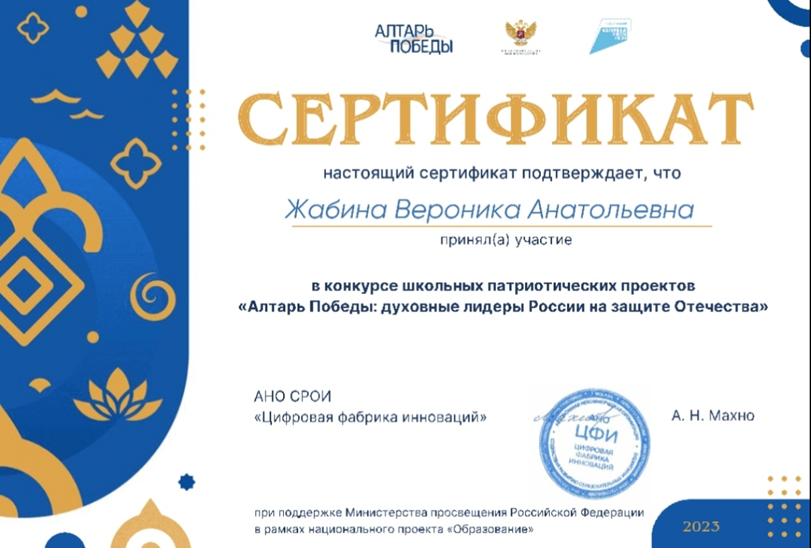 АЛТАРЬ
ПОБЕДЫ
СЕРТИФИКАТ
настоящий сертификат подтверждает, что
Жабина Вероника Анатольевна
принял(а) участие
в конкурсе школьных патриотических проектов
«Алтарь Победы: духовные лидеры России на защите Отечества»
АНО СРОИ
«Цифровая фабрика инноваций»
АНО
ЦФИ
ЦИФРОВАЯ
ФАБРИКА
ИННОВАЦИЙ
А. Н. Махно
при поддержке Министерства просвещения Российской Федерации
в рамках национального проекта «Образование»
2023